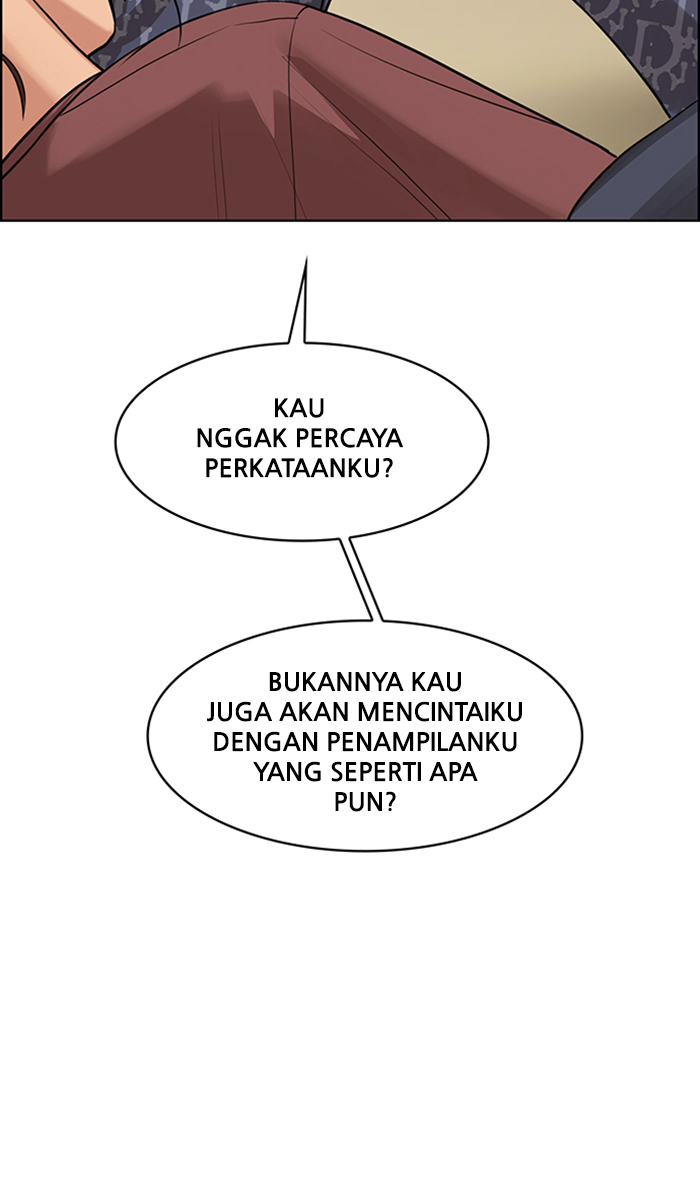 KAU
NGGAK PERCAYA
PERKATAANKU?
BUKANNYA KAU
JUGA AKAN MENCINTAIKU
DENGAN PENAMPILANKU
YANG SEPERTI APA
PUN?